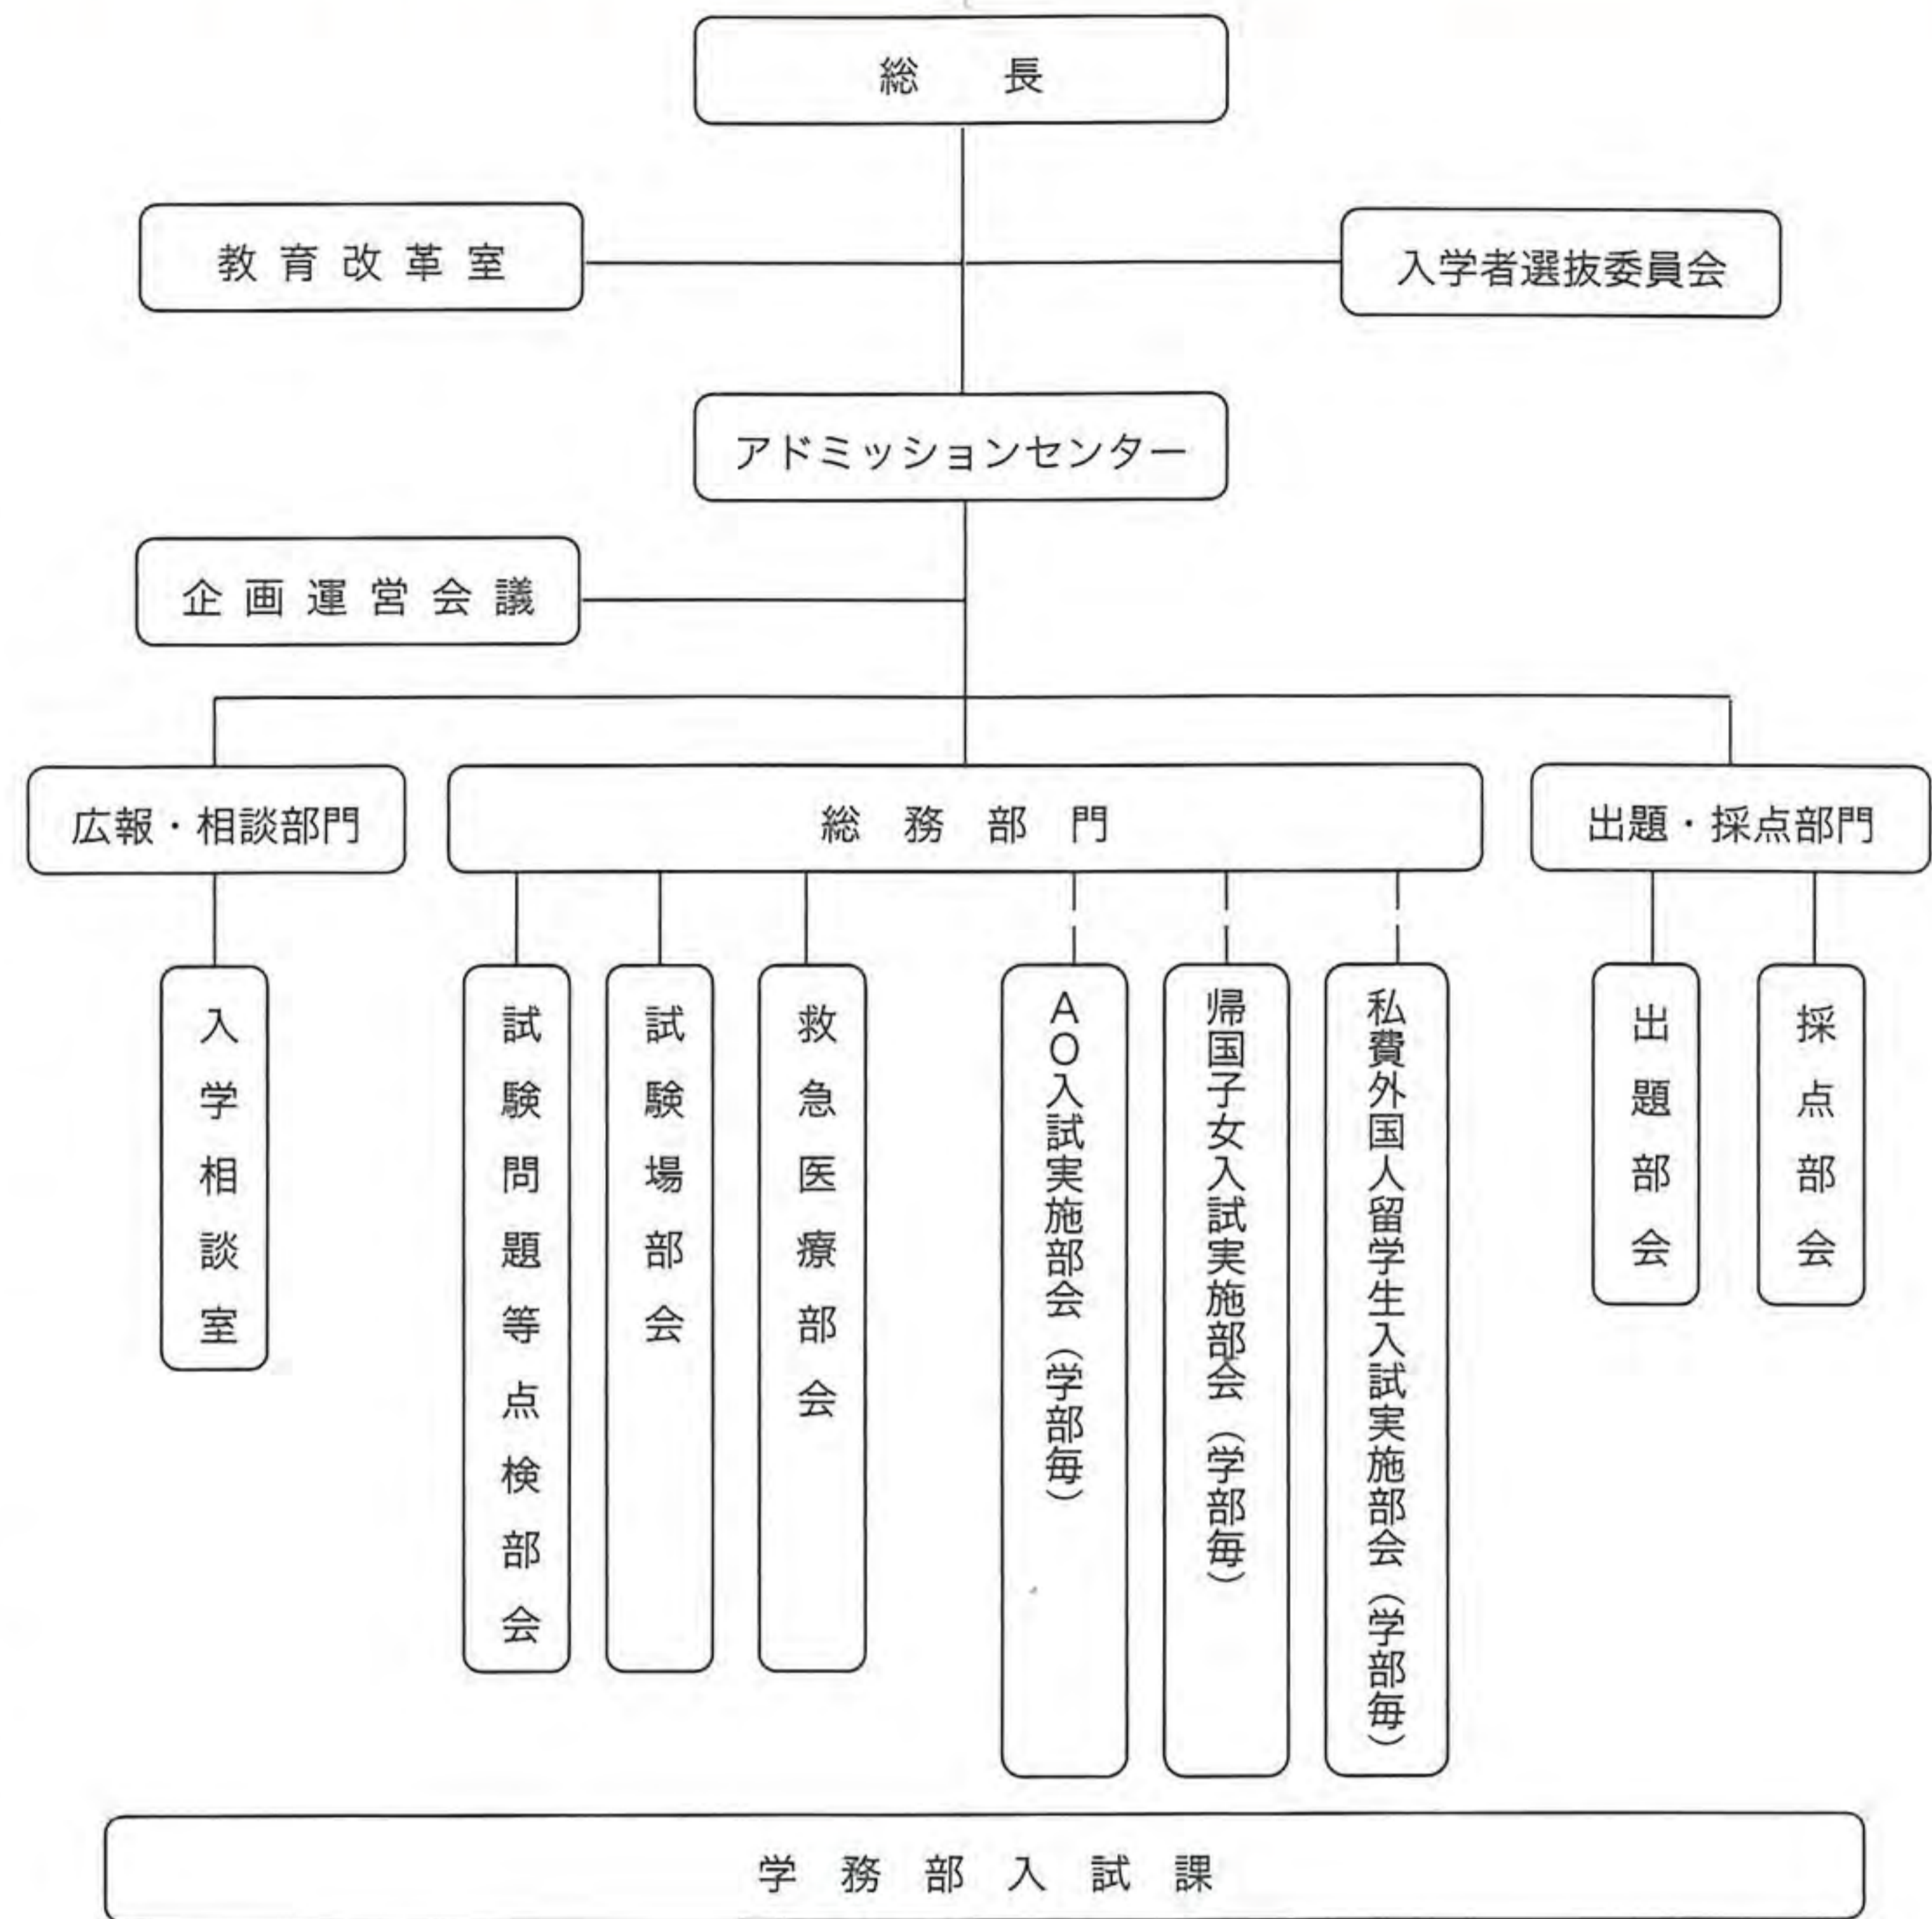 総長
教育改革室
入学者選抜委員会
アドミッションセンター
企画運営会議
広報・相談部門
総務部門
出題・採点部門
入学相談室
試験問題等点検部会
試験場部会
救急医療部会
AO入試実施部会（学部毎）
帰国子女入試実施部会（学部毎）
私費外国人留学生入試実施部会（学部毎）
出題部会
採点部会
学務部入試課